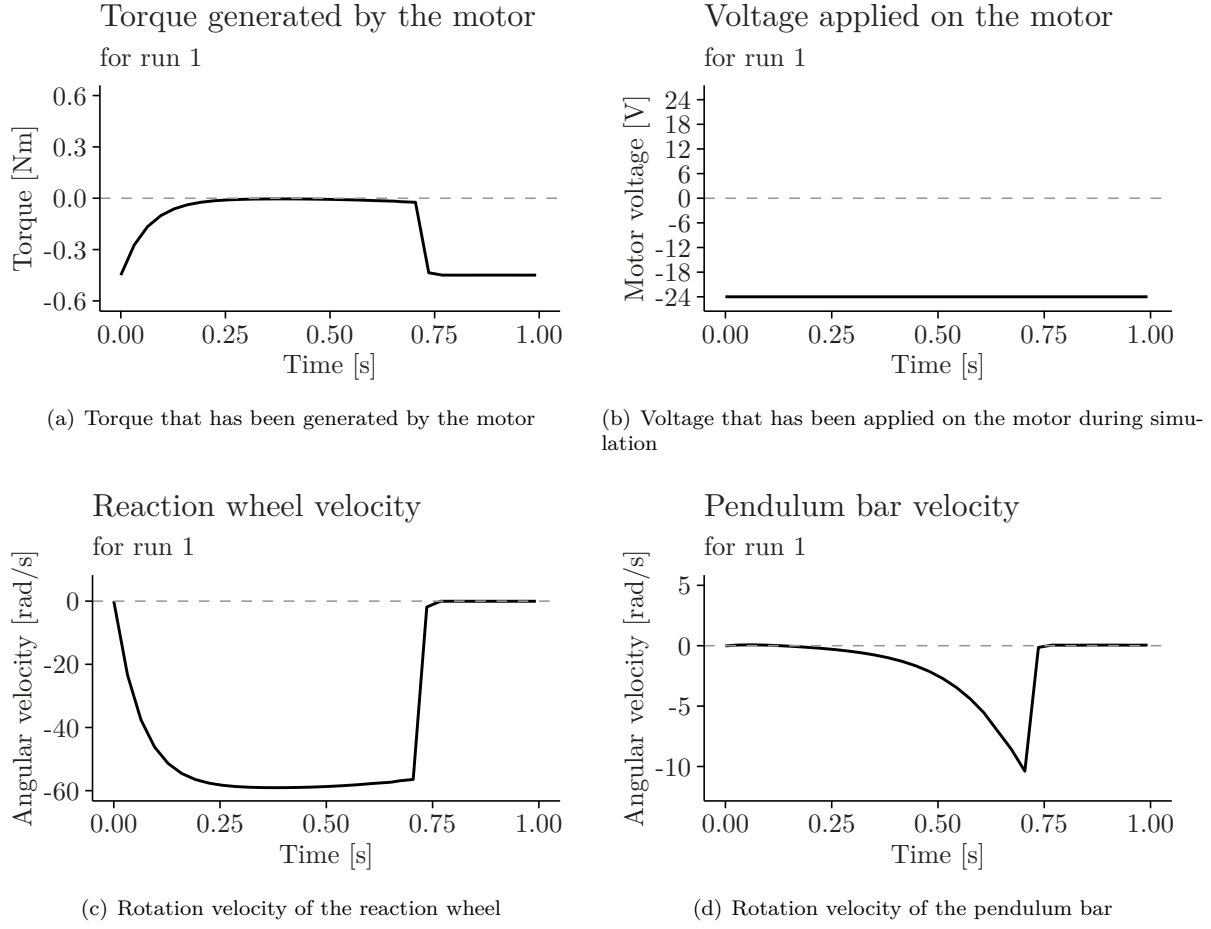 Torque generated by the motor
for run 1
Torque [Nm]
0.6
0.3
0.0
-0.3
-0.6
0.00 0.25 0.50 0.75 1.00
Time [s]
(a) Torque that has been generated by the motor
Voltage applied on the motor
for run 1
Motor voltage [V]
24
18
12
6
0
-6
-12
-18
-24
0.00 0.25 0.50 0.75 1.00
Time [s]
(b) Voltage that has been applied on the motor during simu-
lation
Reaction wheel velocity
for run 1
Angular velocity [rad/s]
0
-20
-40
-60
0.00 0.25 0.50 0.75 1.00
Time [s]
(c) Rotation velocity of the reaction wheel
Pendulum bar velocity
for run 1
Angular velocity [rad/s]
5
0
-5
-10
0.00 0.25 0.50 0.75 1.00
Time [s]
(d) Rotation velocity of the pendulum bar